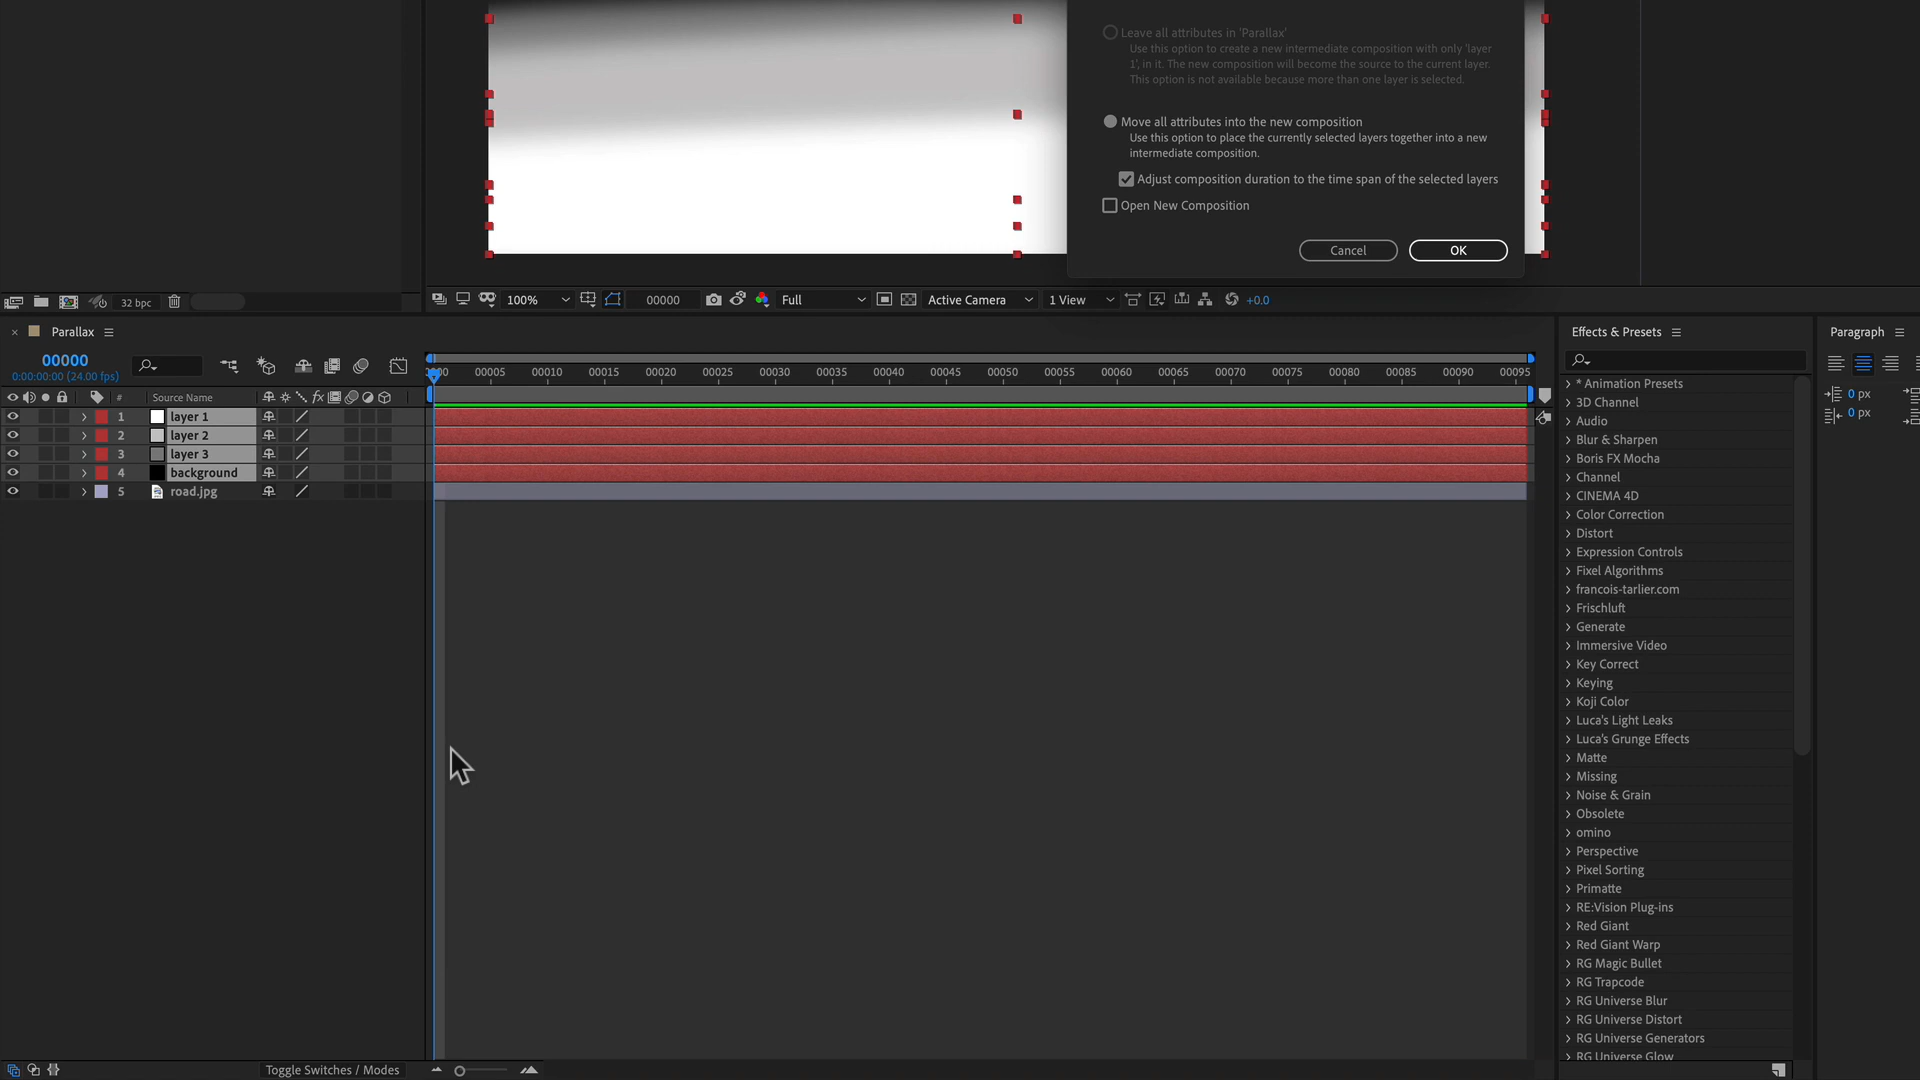 Leave all attributes in 'Parallax'
Use this option to create a new intermediate composition with only 'layer
1', in it. The new composition will become the source to the current layer.
This option is not available because more than one layer is selected.
Move all attributes into the new composition
Use this option to place the currently selected layers together into a new
intermediate composition.
Adjust composition duration to the time span of the selected layers
Open New Composition
Cancel
OK
32 bpc
100%
00000
Full
Active Camera
1 View
+0.0
× Parallax
00000
0:00:00:00 (24.00 fps)
00005 00010 00015 00020 00025 00030 00035 00040 00045 00050 00055 00060 00065 00070 00075 00080 00085 00090 00095
# Source Name
fx
1 layer 1
2 layer 2
3 layer 3
4 background
5 road.jpg
Toggle Switches / Modes
Effects & Presets
* Animation Presets
3D Channel
Audio
Blur & Sharpen
Boris FX Mocha
Channel
CINEMA 4D
Color Correction
Distort
Expression Controls
Fixel Algorithms
francois-tarlier.com
Frischluft
Generate
Immersive Video
Key Correct
Keying
Koji Color
Luca's Light Leaks
Luca's Grunge Effects
Matte
Missing
Noise & Grain
Obsolete
omino
Perspective
Pixel Sorting
Primatte
RE:Vision Plug-ins
Red Giant
Red Giant Warp
RG Magic Bullet
RG Trapcode
RG Universe Blur
RG Universe Distort
RG Universe Generators
RG Universe Glow
Paragraph
0 px
0 px